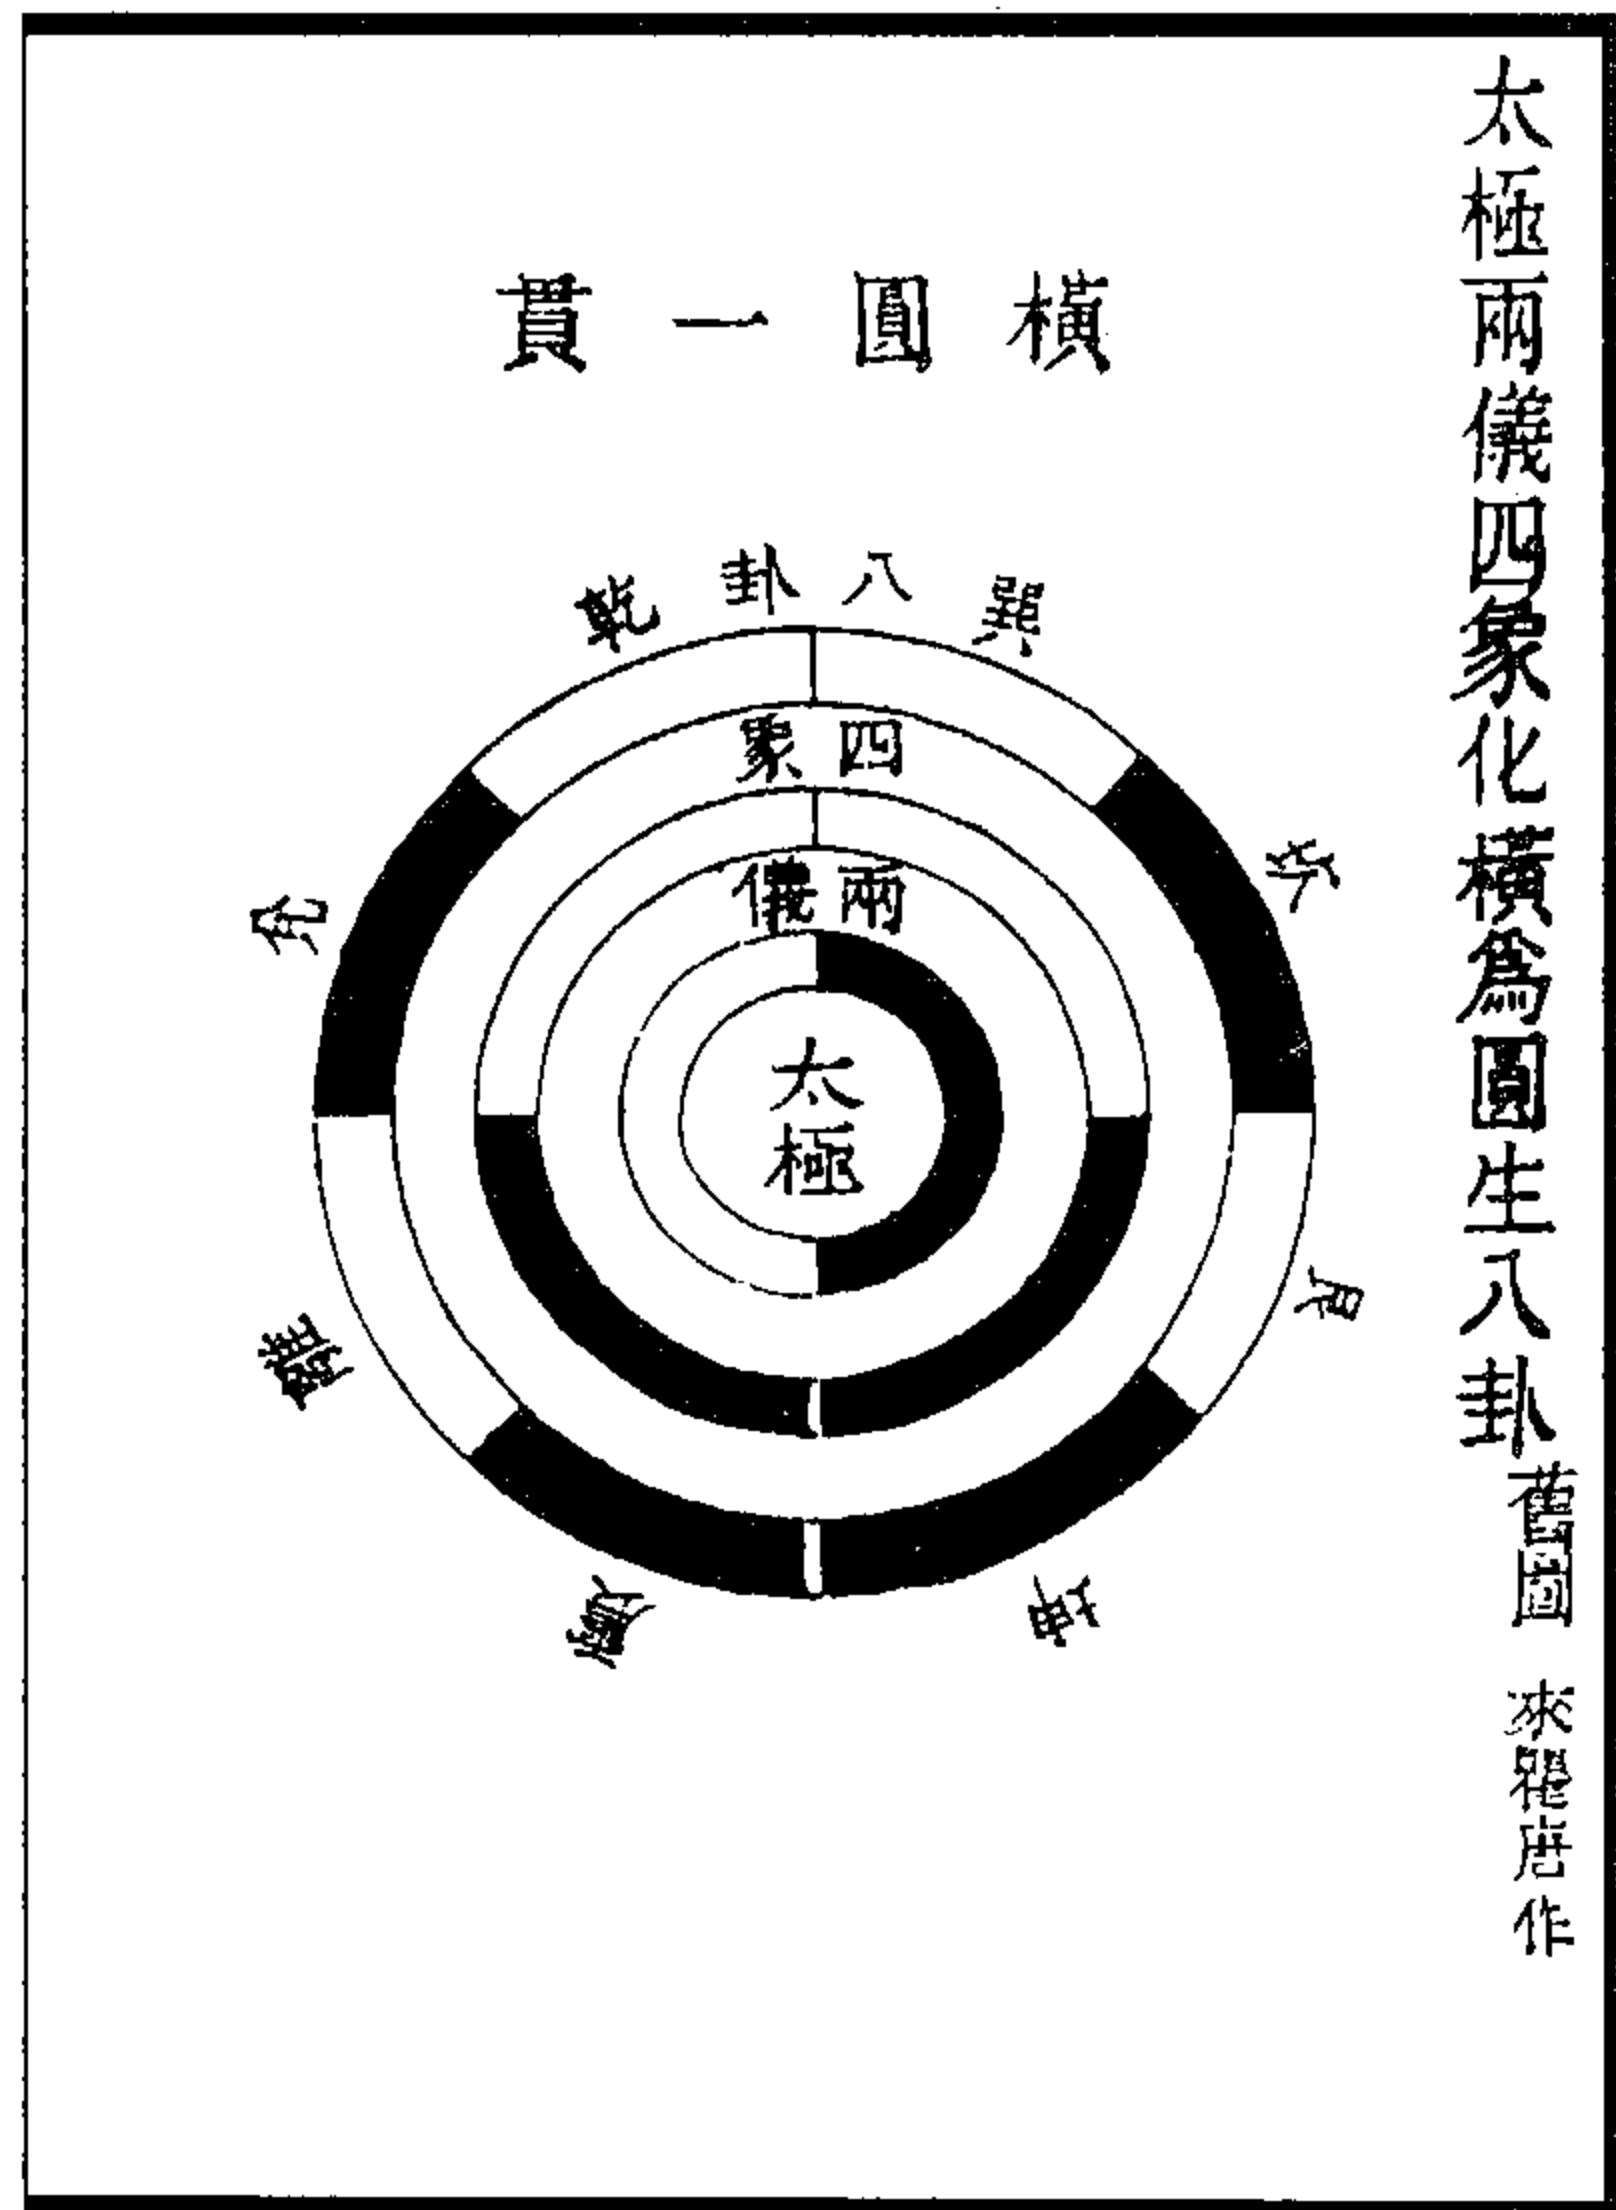 太極兩儀四象化橫為圓生八卦舊圖 來瞿唐作
橫圓一貫
八卦
乾
兌
離
震
巽
坎
艮
坤
四象
兩儀
太極